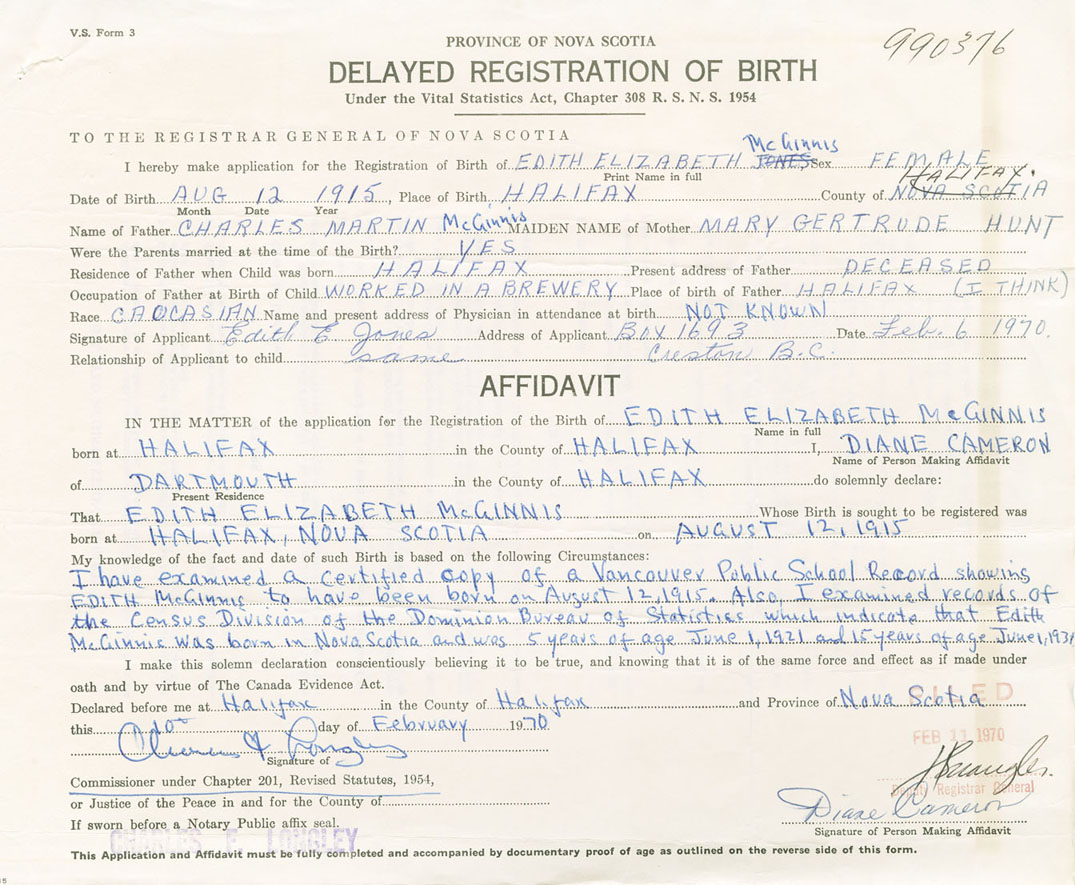 V.S. Form 3
990376
PROVINCE OF NOVA SCOTIA
DELAYED REGISTRATION OF BIRTH
Under the Vital Statistics Act, Chapter 308 R. S. N. S. 1954
TO THE REGISTRAR GENERAL OF NOVA SCOTIA
McGinnis
I hereby make application for the Registration of Birth of EDITH ELIZABETH JONES, Sex FEMALE
Print Name in full
HALIFAX.
Date of Birth AUG 12 1915, Place of Birth HALIFAX County of NOVA SCOTIA
Month Date Year
Name of Father CHARLES MARTIN McGinnis MAIDEN NAME of Mother MARY GERTRUDE HUNT
Were the Parents married at the time of the Birth? YES
Residence of Father when Child was born HALIFAX Present address of Father DECEASED
Occupation of Father at Birth of Child WORKED IN A BREWERY Place of birth of Father HALIFAX (I THINK)
Race CAOCASIAN Name and present address of Physician in attendance at birth NOT KNOWN
Signature of Applicant Edith E Jones Address of Applicant Box 1693 Date Feb. 6 1970.
Relationship of Applicant to child same Creston B.C.
AFFIDAVIT
IN THE MATTER of the application for the Registration of the Birth of EDITH ELIZABETH McGINNIS
Name in full
born at HALIFAX in the County of HALIFAX I, DIANE CAMERON
Name of Person Making Affidavit
of DARTMOUTH in the County of HALIFAX do solemnly declare:
Present Residence
That EDITH ELIZABETH McGINNIS Whose Birth is sought to be registered was
born at HALIFAX, NOVA SCOTIA on AUGUST 12, 1915
My knowledge of the fact and date of such Birth is based on the following Circumstances:
I have examined a certified copy of a Vancouver Public School Record showing
EDITH McGinnis to have been born on August 12, 1915. Also, I examined records of
the Census Division of the Dominion Bureau of Statistics which indicate that Edith
McGinnis was born in Nova Scotia and was 5 years of age June 1, 1921 and 15 years of age June 1, 1931
I make this solemn declaration conscientiously believing it to be true, and knowing that it is of the same force and effect as if made under
oath and by virtue of The Canada Evidence Act.
Declared before me at Halifax in the County of Halifax and Province of Nova Scotia
FILED
this 10 day of February 1970
FEB 11 1970
Signature of
Deputy Registrar General
Commissioner under Chapter 201, Revised Statutes, 1954,
or Justice of the Peace in and for the County of
Diane Cameron
If sworn before a Notary Public affix seal.
Signature of Person Making Affidavit
CHARLES F. LONGLEY
This Application and Affidavit must be fully completed and accompanied by documentary proof of age as outlined on the reverse side of this form.